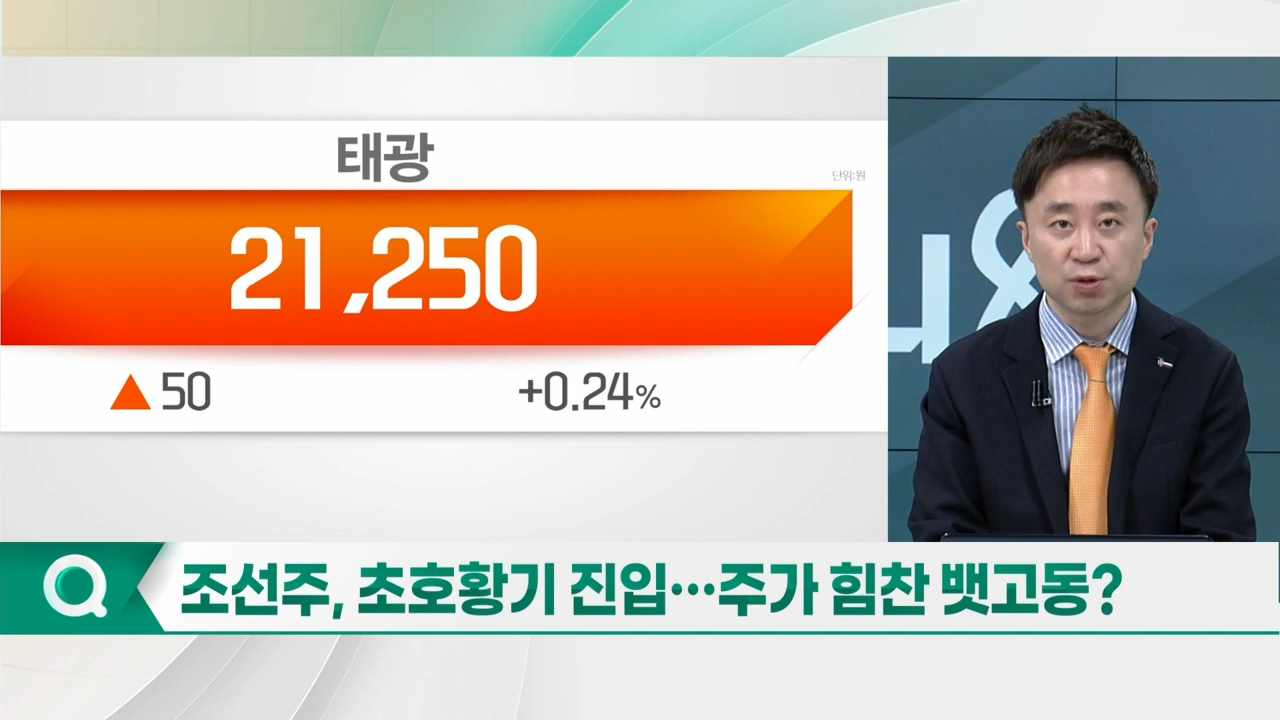 태광
단위:원
21,250
▲50 +0.24%
조선주, 초호황기 진입…주가 힘찬 뱃고동?